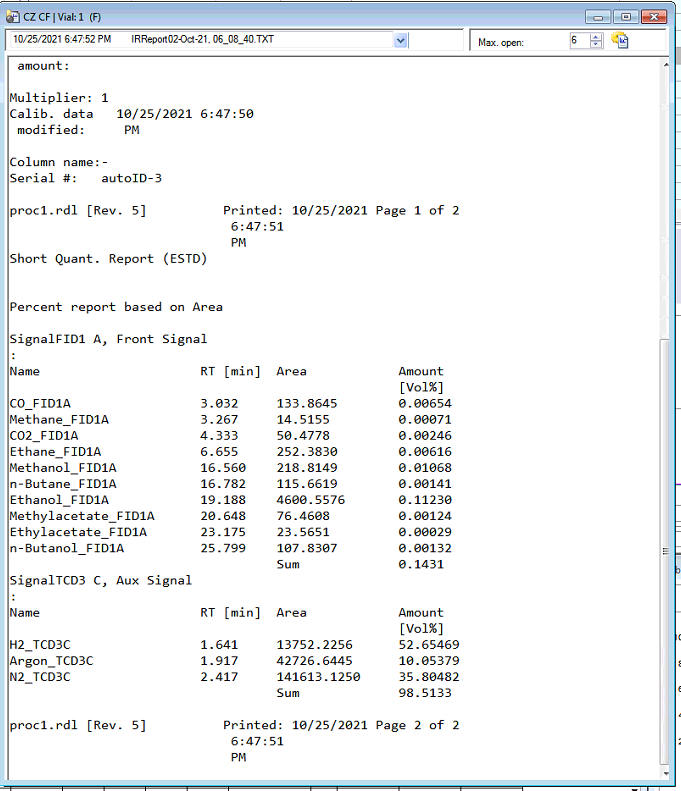 CZ CF | Vial: 1 (F)
10/25/2021 6:47:52 PM IRReport02-Oct-21, 06_08_40.TXT Max. open: 6
amount:
Multiplier: 1
Calib. data 10/25/2021 6:47:50
modified: PM
Column name:-
Serial #: autoID-3
proc1.rdl [Rev. 5] Printed: 10/25/2021 Page 1 of 2
6:47:51
PM
Short Quant. Report (ESTD)
Percent report based on Area
SignalFID1 A, Front Signal
:
Name RT [min] Area Amount
[Vol%]
CO_FID1A 3.032 133.8645 0.00654
Methane_FID1A 3.267 14.5155 0.00071
CO2_FID1A 4.333 50.4778 0.00246
Ethane_FID1A 6.655 252.3830 0.00616
Methanol_FID1A 16.560 218.8149 0.01068
n-Butane_FID1A 16.782 115.6619 0.00141
Ethanol_FID1A 19.188 4600.5576 0.11230
Methylacetate_FID1A 20.648 76.4608 0.00124
Ethylacetate_FID1A 23.175 23.5651 0.00029
n-Butanol_FID1A 25.799 107.8307 0.00132
Sum 0.1431
SignalTCD3 C, Aux Signal
:
Name RT [min] Area Amount
[Vol%]
H2_TCD3C 1.641 13752.2256 52.65469
Argon_TCD3C 1.917 42726.6445 10.05379
N2_TCD3C 2.417 141613.1250 35.80482
Sum 98.5133
proc1.rdl [Rev. 5] Printed: 10/25/2021 Page 2 of 2
6:47:51
PM